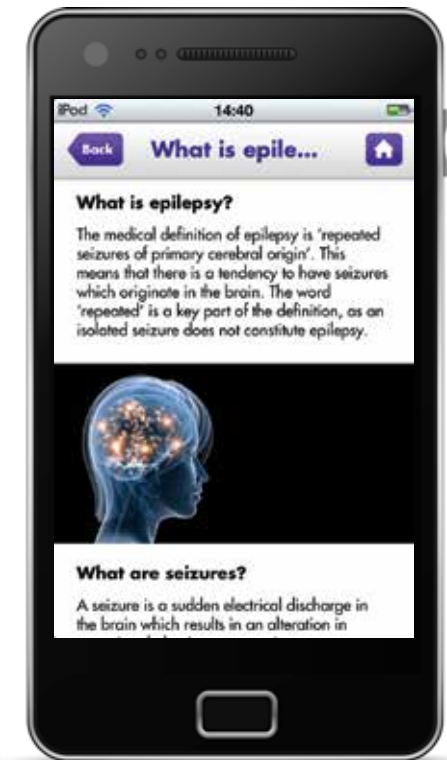 iPod 14:40
Back What is epile...
What is epilepsy?
The medical definition of epilepsy is 'repeated
seizures of primary cerebral origin'. This
means that there is a tendency to have seizures
which originate in the brain. The word
'repeated' is a key part of the definition, as an
isolated seizure does not constitute epilepsy.
What are seizures?
A seizure is a sudden electrical discharge in
the brain which results in an alteration in